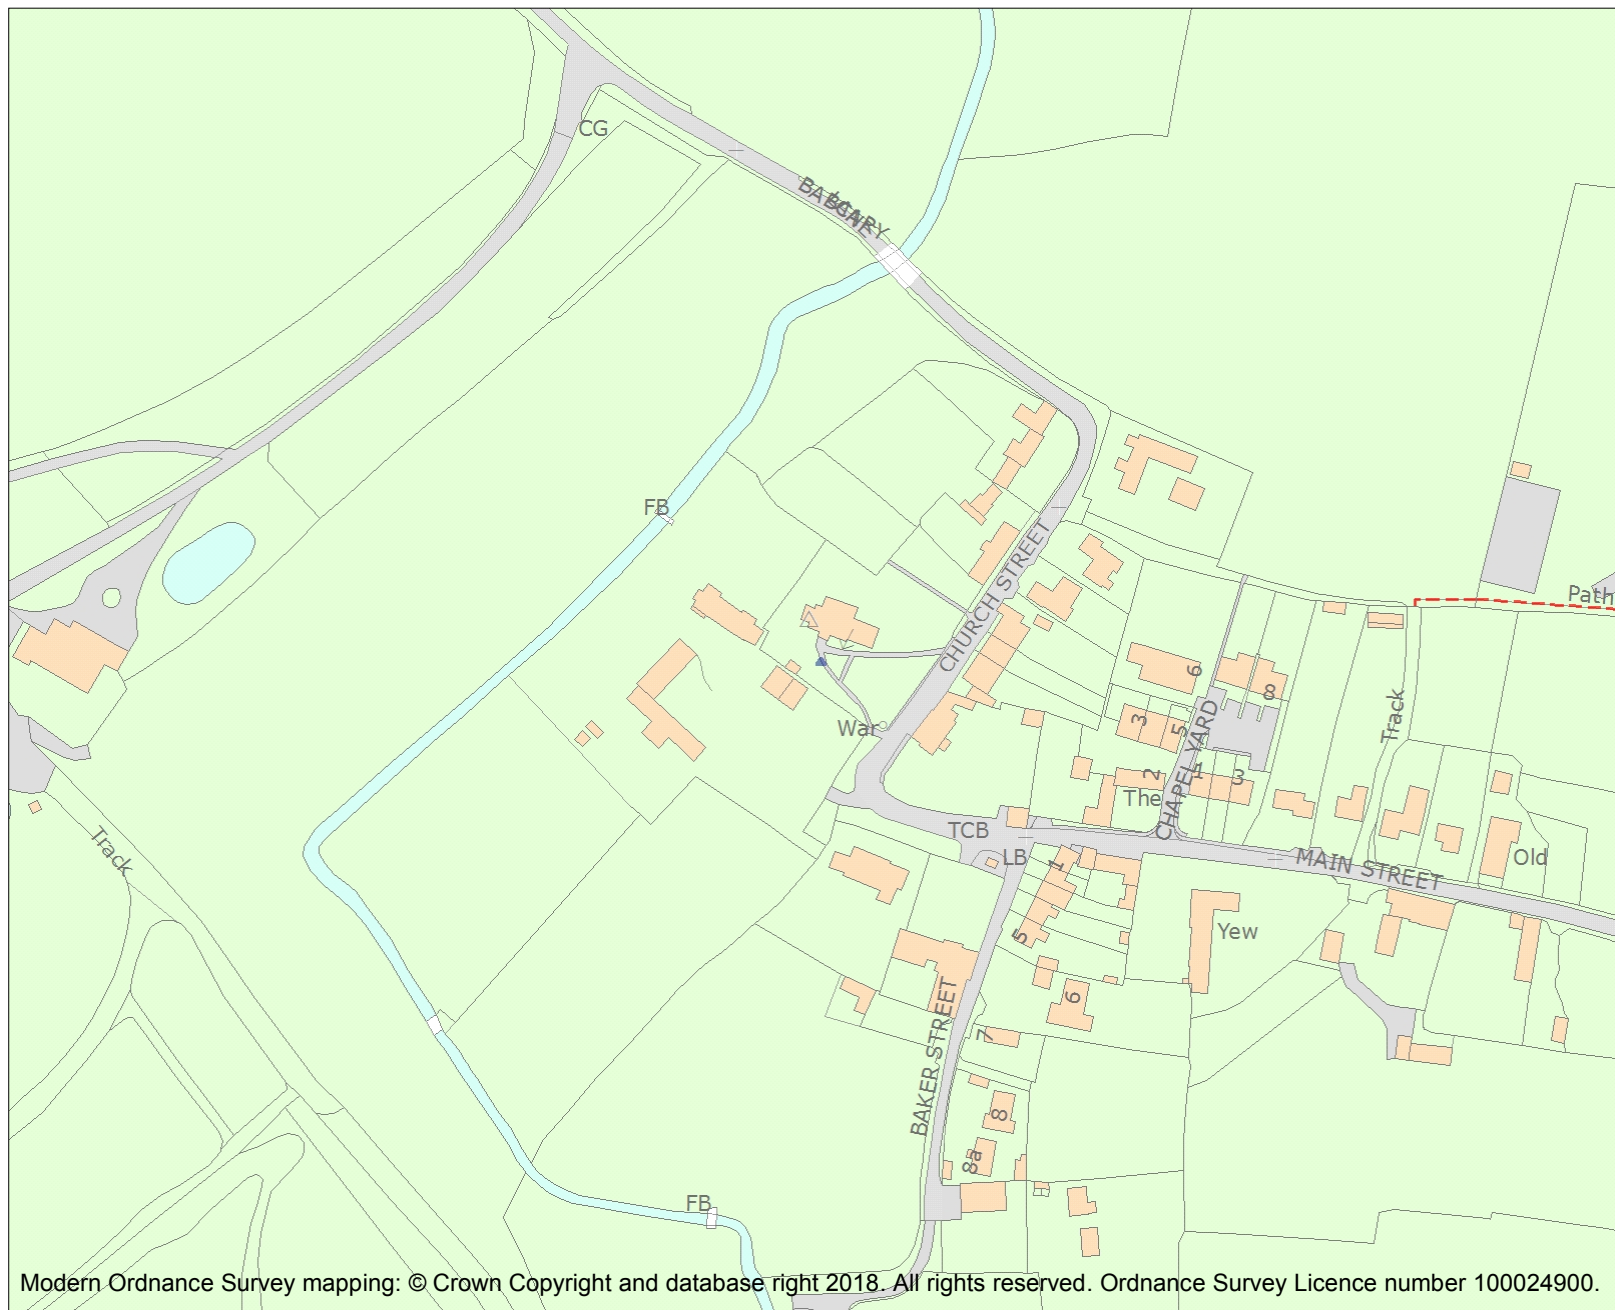 CG
BABCARY
LANE
FB
Path
CHURCH STREET
6
8
3
5
War
CHAPEL YARD
Track
2
1
3
The
TCB
LB
1
MAIN STREET
Old
Track
5
Yew
6
BAKER STREET
7
8
8a
FB
Modern Ordnance Survey mapping: © Crown Copyright and database right 2018. All rights reserved. Ordnance Survey Licence number 100024900.